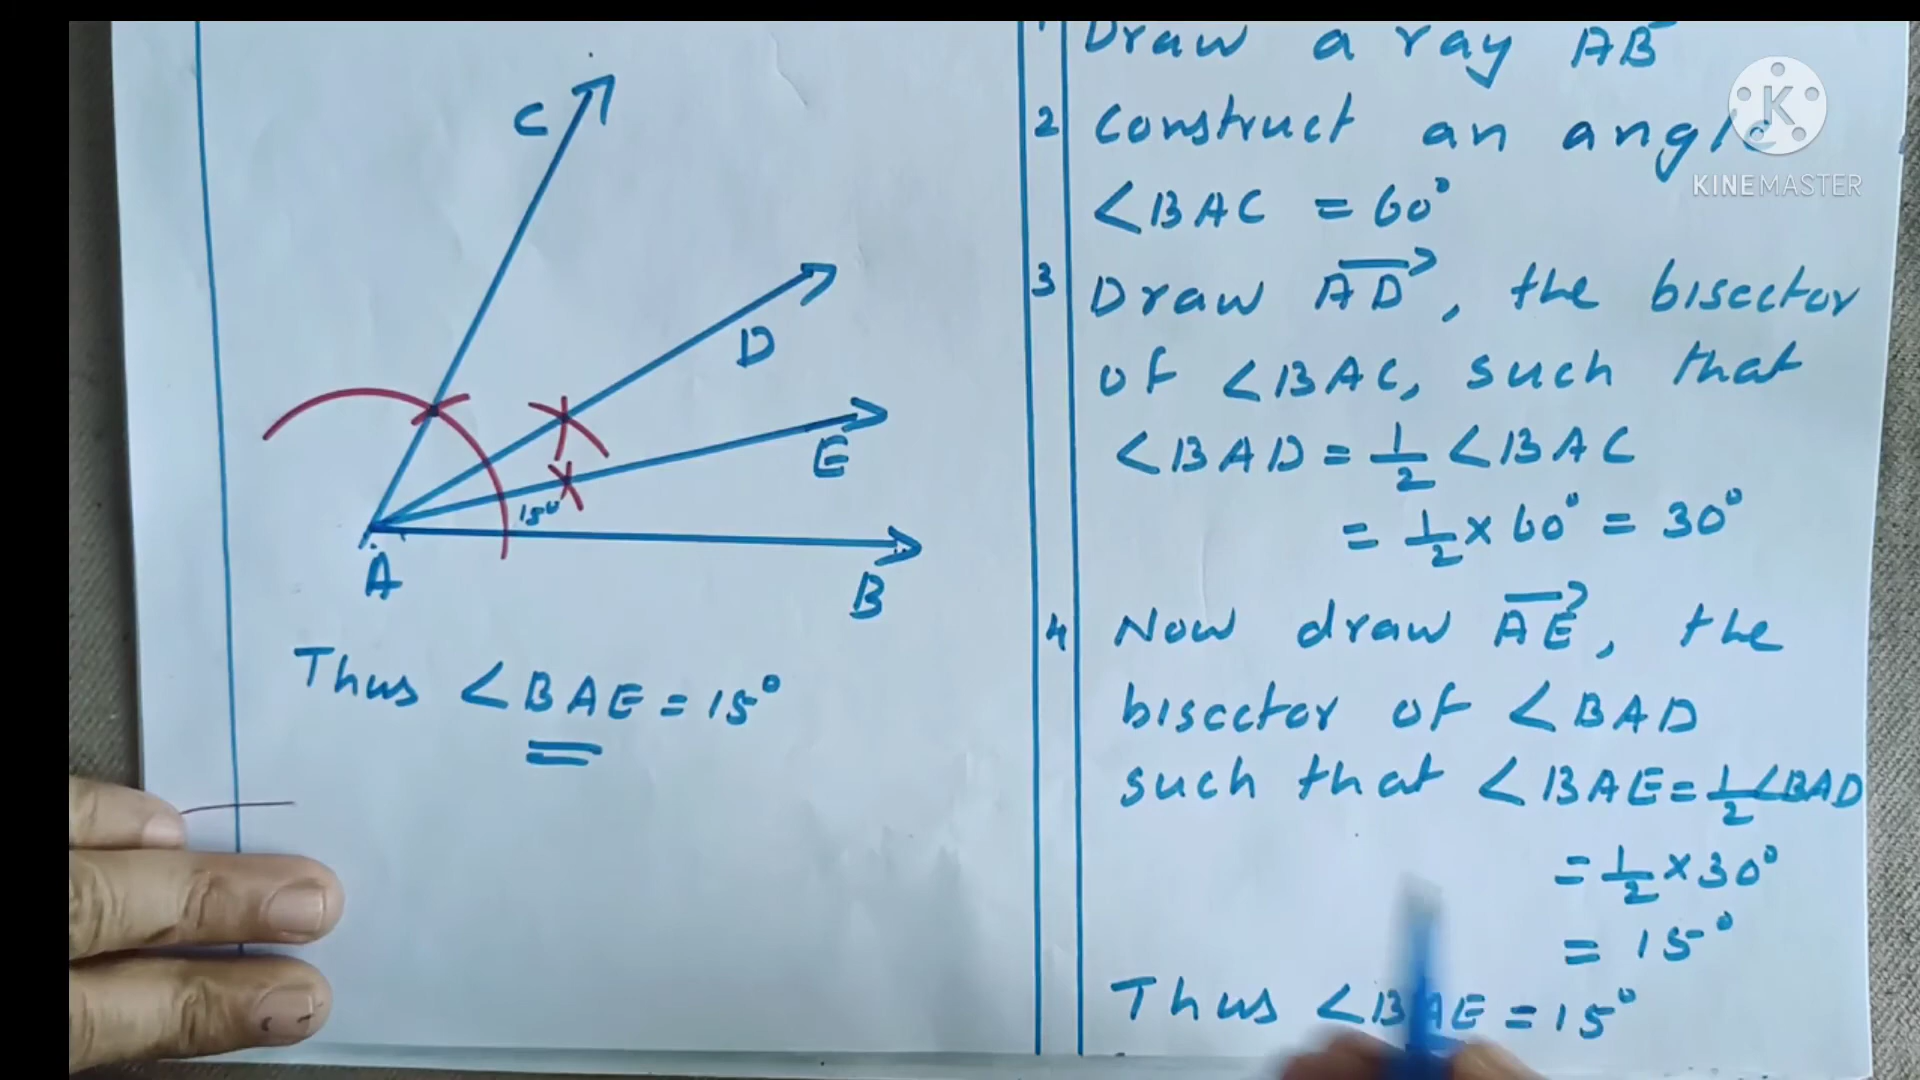 C
D
E
15°
A
B
Thus ∠BAE = 15°
1 Draw a ray AB
2 Construct an angle
∠BAC = 60°
3 Draw AD, the bisector
of ∠BAC, such that
∠BAD = 1/2 ∠BAC
= 1/2 × 60° = 30°
4 Now draw AE, the
bisector of ∠BAD
such that ∠BAE = 1/2 ∠BAD
= 1/2 × 30°
= 15°
Thus ∠BAE = 15°
K
KINEMASTER